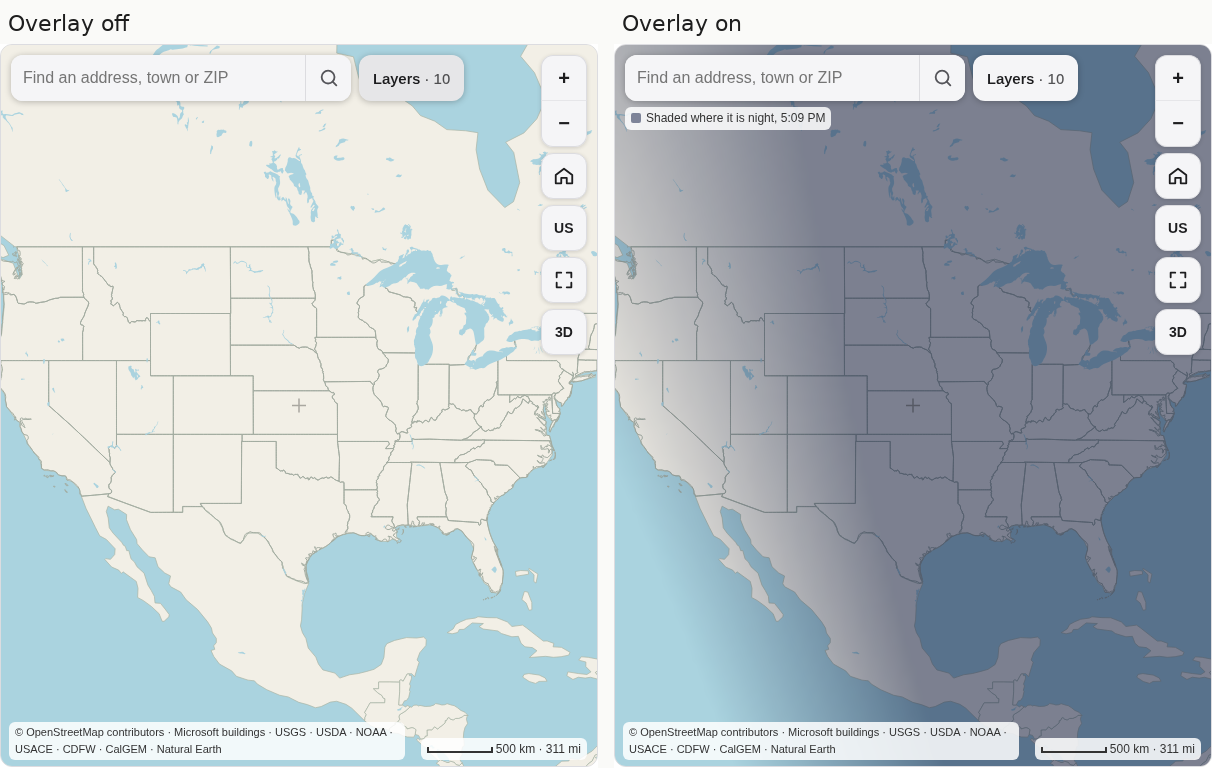 Overlay off
Find an address, town or ZIP
Layers · 10
+
−
US
3D
© OpenStreetMap contributors · Microsoft buildings · USGS · USDA · NOAA ·
USACE · CDFW · CalGEM · Natural Earth
500 km · 311 mi
Overlay on
Find an address, town or ZIP
Layers · 10
Shaded where it is night, 5:09 PM
+
−
US
3D
© OpenStreetMap contributors · Microsoft buildings · USGS · USDA · NOAA ·
USACE · CDFW · CalGEM · Natural Earth
500 km · 311 mi